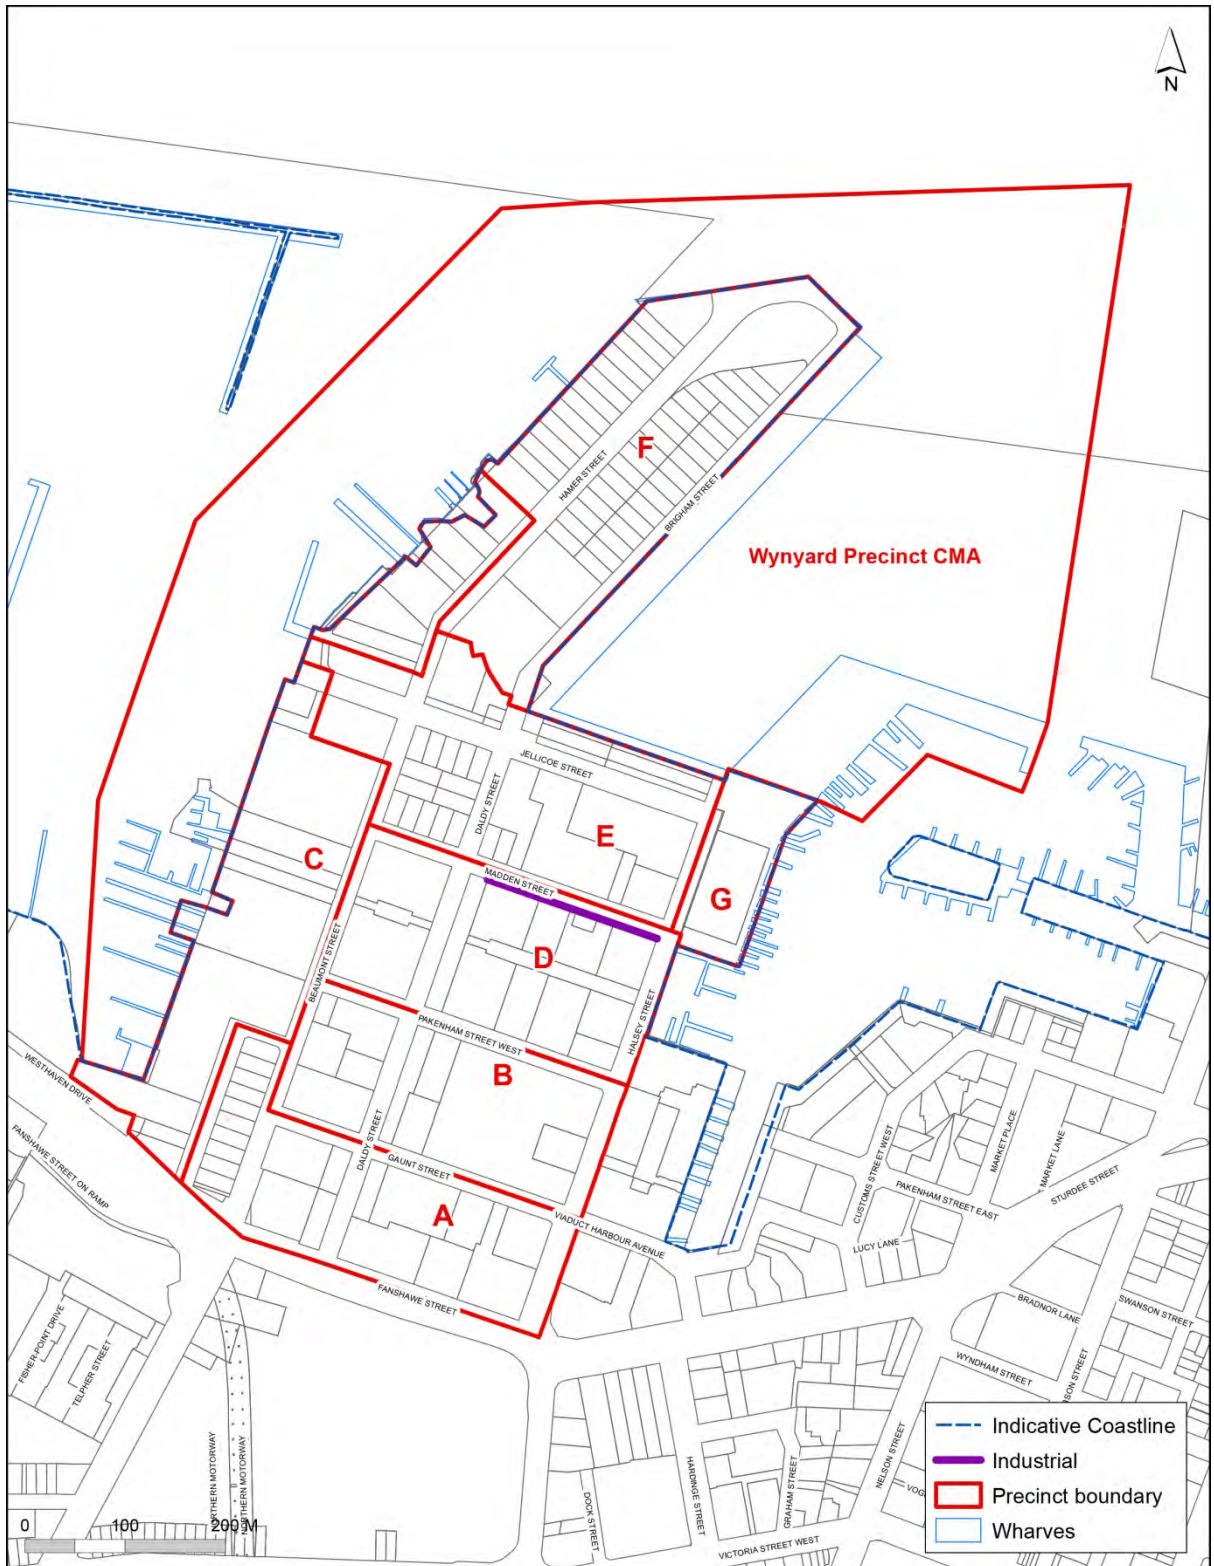 N
F
HAMER STREET
BRIGHAM STREET
Wynyard Precinct CMA
JELLICOE STREET
DALDY STREET
E
C
MADDEN STREET
G
D
BEAUMONT STREET
PAKENHAM STREET WEST
HALSEY STREET
B
WESTHAVEN DRIVE
FANSHAWE STREET ON RAMP
DALDY STREET
GAUNT STREET
A
VIADUCT HARBOUR AVENUE
FANSHAWE STREET
CUSTOMS STREET WEST
MARKET PLACE
MARKET LANE
STURDEE STREET
PAKENHAM STREET EAST
LUCY LANE
BRADNOR LANE
SWANSON STREET
WYNDHAM STREET
FISHER-POINT DRIVE
TELPHER STREET
NORTHERN MOTORWAY
NORTHERN MOTORWAY
DOCK STREET
HARDINGE STREET
GRAHAM STREET
NELSON STREET
VICTORIA STREET WEST
Indicative Coastline
Industrial
Precinct boundary
Wharves
0 100 200 M